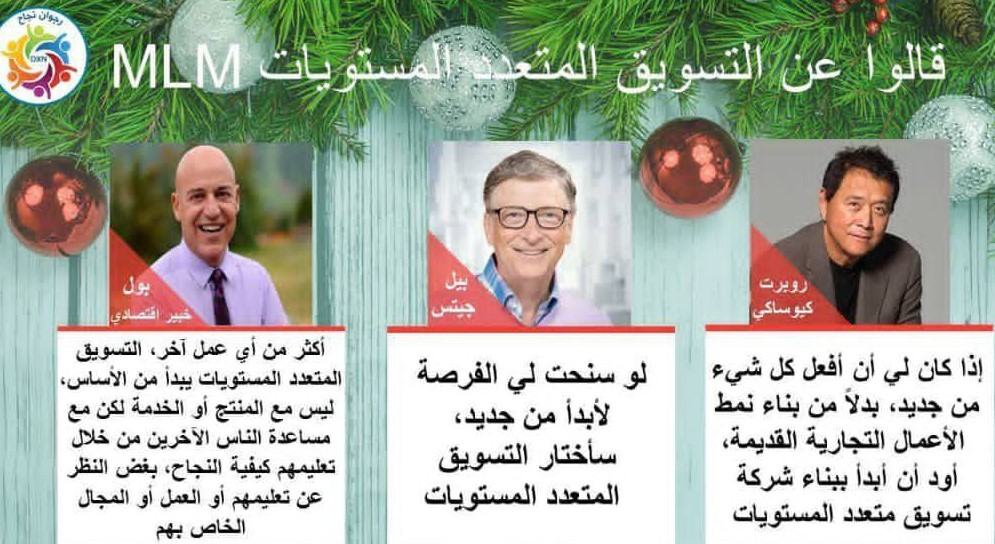 رجوان نجاح
DXN
قالوا عن التسويق المتعدد المستويات MLM
روبرت
كيوساكي
إذا كان لي أن أفعل كل شيء
من جديد، بدلاً من بناء نمط
الأعمال التجارية القديمة،
أود أن أبدأ ببناء شركة
تسويق متعدد المستويات
بيل
جيتس
لو سنحت لي الفرصة
لأبدأ من جديد،
سأختار التسويق
المتعدد المستويات
بول
خبير اقتصادي
أكثر من أي عمل آخر، التسويق
المتعدد المستويات يبدأ من الأساس،
ليس مع المنتج أو الخدمة لكن مع
مساعدة الناس الآخرين من خلال
تعليمهم كيفية النجاح، بغض النظر
عن تعليمهم أو العمل أو المجال
الخاص بهم